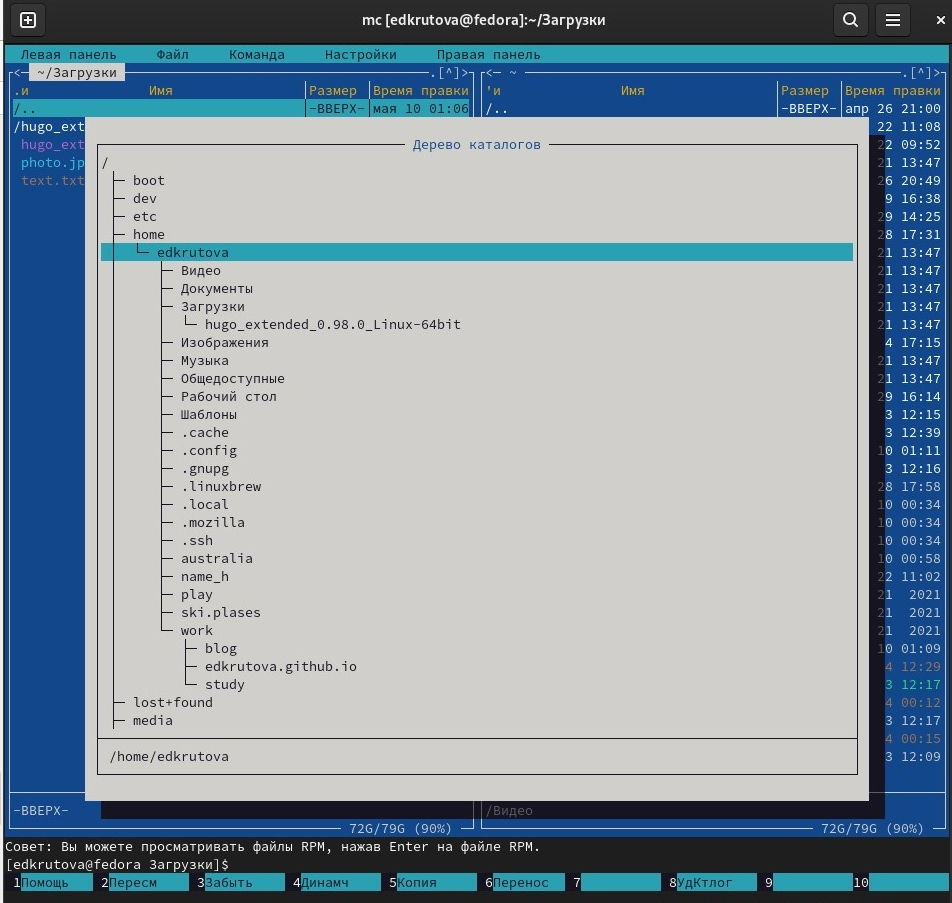 mc [edkrutova@fedora]:~/Загрузки
Левая панель Файл Команда Настройки Правая панель
<- ~/Загрузки .[^]> <- ~ .[^]>
.и Имя Размер Время правки 'и Имя Размер Время правки
/.. -ВВЕРХ- мая 10 01:06 /.. -ВВЕРХ- апр 26 21:00
/hugo_ext 22 11:08
hugo_ext Дерево каталогов 22 09:52
photo.jp / 21 13:47
text.txt boot 26 20:49
dev 9 16:38
etc 29 14:25
home 28 17:31
edkrutova 21 13:47
Видео 21 13:47
Документы 21 13:47
Загрузки 21 13:47
hugo_extended_0.98.0_Linux-64bit 21 13:47
Изображения 4 17:15
Музыка 21 13:47
Общедоступные 21 13:47
Рабочий стол 29 16:14
Шаблоны 3 12:15
.cache 3 12:39
.config 10 01:11
.gnupg 3 12:16
.linuxbrew 28 17:58
.local 10 00:34
.mozilla 10 00:34
.ssh 10 00:34
australia 10 00:58
name_h 22 11:02
play 21 2021
ski.plases 21 2021
work 21 2021
blog 10 01:09
edkrutova.github.io 4 12:29
study 3 12:17
lost+found 4 00:12
media 3 12:17
4 00:15
/home/edkrutova 3 12:09
-ВВЕРХ- /Видео
72G/79G (90%) 72G/79G (90%)
Совет: Вы можете просматривать файлы RPM, нажав Enter на файле RPM.
[edkrutova@fedora Загрузки]$
1Помощь 2Пересм 3Забыть 4Динамч 5Копия 6Перенос 7 8УдКтлог 9 10